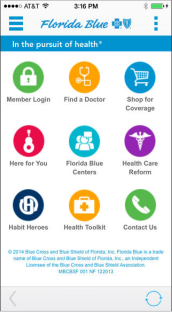 AT&T 3:16 PM
Florida Blue
In the pursuit of health®
Member Login
Find a Doctor
Shop for
Coverage
Here for You
Florida Blue
Centers
Health Care
Reform
Habit Heroes
Health Toolkit
Contact Us
© 2014 Blue Cross and Blue Shield of Florida, Inc. Florida Blue is a trade
name of Blue Cross and Blue Shield of Florida, Inc., an Independent
Licensee of the Blue Cross and Blue Shield Association.
MBCBSF 001 NF 122013